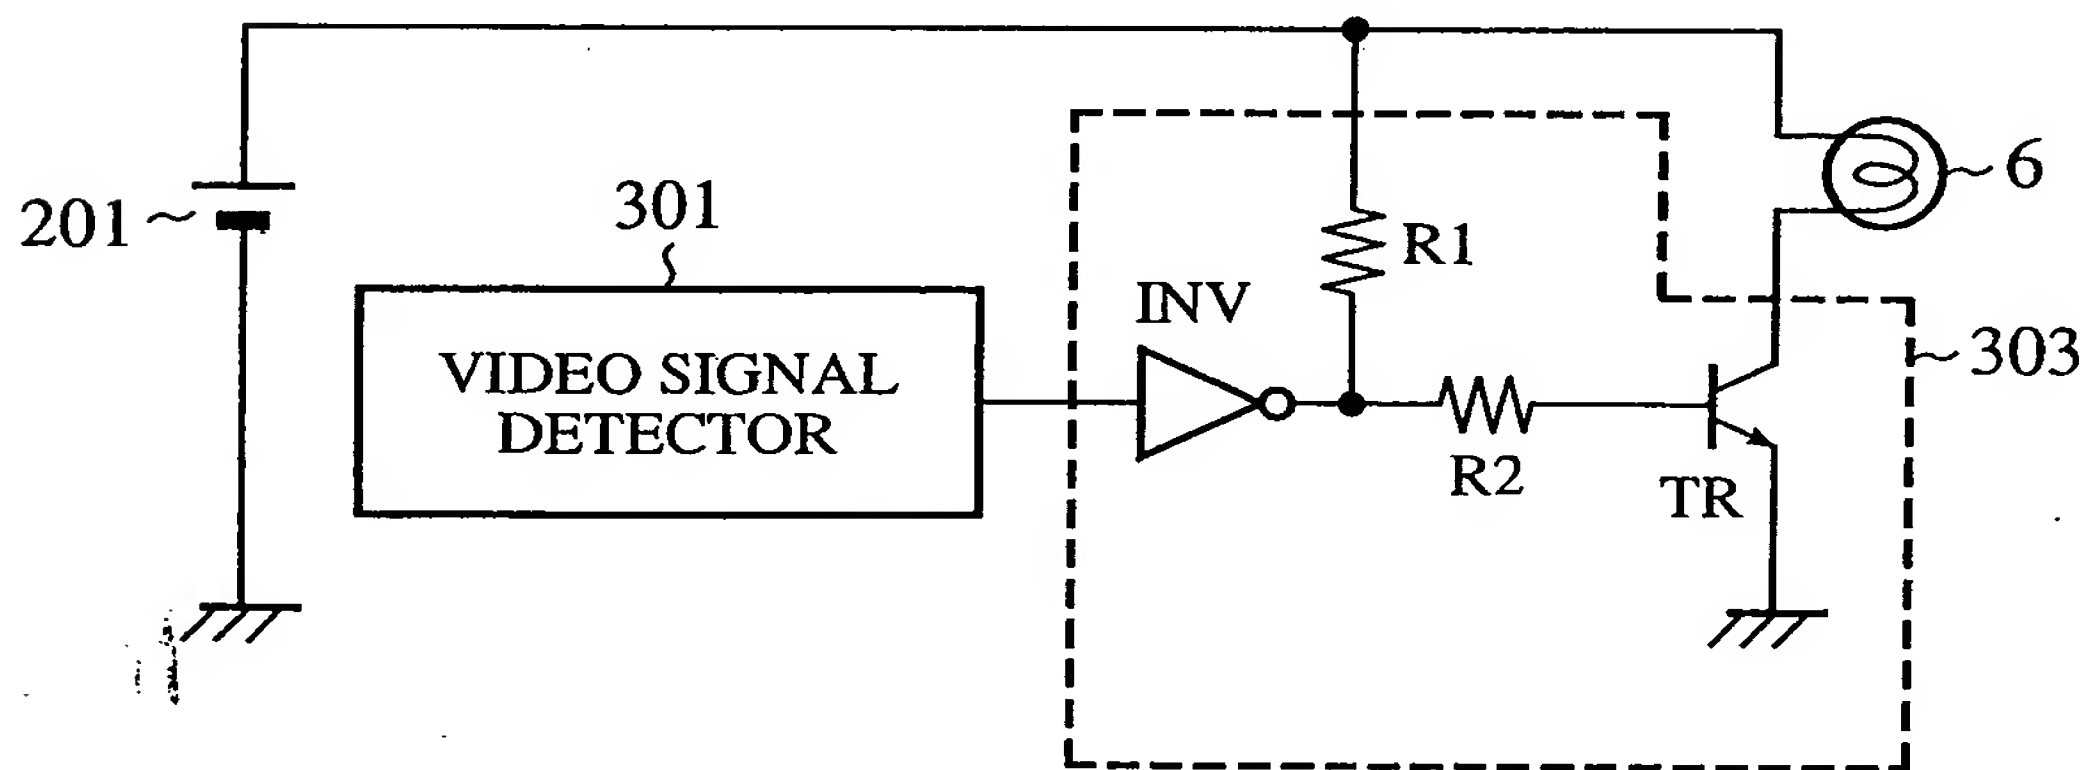 6
201
301
R1
INV
303
VIDEO SIGNAL
DETECTOR
R2
TR